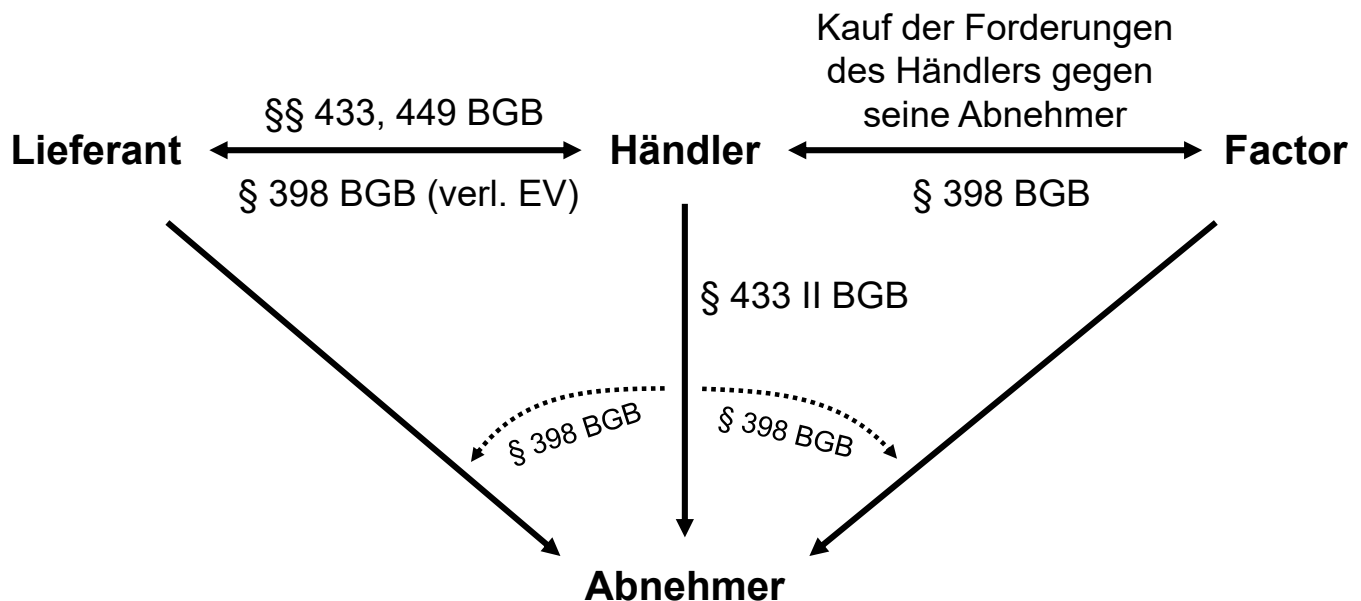 Kauf der Forderungen
des Händlers gegen
seine Abnehmer
§§ 433, 449 BGB
Lieferant
Händler
Factor
§ 398 BGB (verl. EV)
§ 398 BGB
§ 433 II BGB
§ 398 BGB
§ 398 BGB
Abnehmer